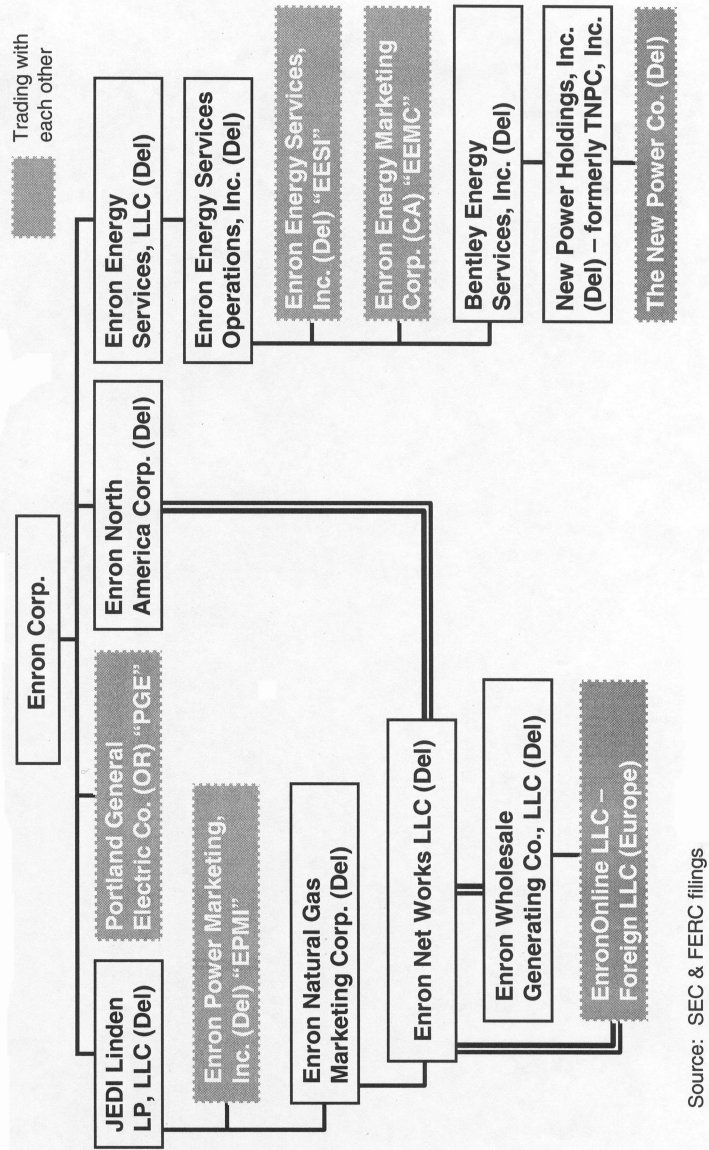 Trading with
each other
Enron Corp.
JEDI Linden
LP, LLC (Del)
Portland General
Electric Co. (OR) “PGE”
Enron North
America Corp. (Del)
Enron Energy
Services, LLC (Del)
Enron Power Marketing,
Inc. (Del) “EPMI”
Enron Natural Gas
Marketing Corp. (Del)
Enron Net Works LLC (Del)
Enron Wholesale
Generating Co., LLC (Del)
EnronOnline LLC –
Foreign LLC (Europe)
Enron Energy Services
Operations, Inc. (Del)
Enron Energy Services,
Inc. (Del) “EESI”
Enron Energy Marketing
Corp. (CA) “EEMC”
Bentley Energy
Services, Inc. (Del)
New Power Holdings, Inc.
(Del) – formerly TNPC, Inc.
The New Power Co. (Del)
Source: SEC & FERC filings